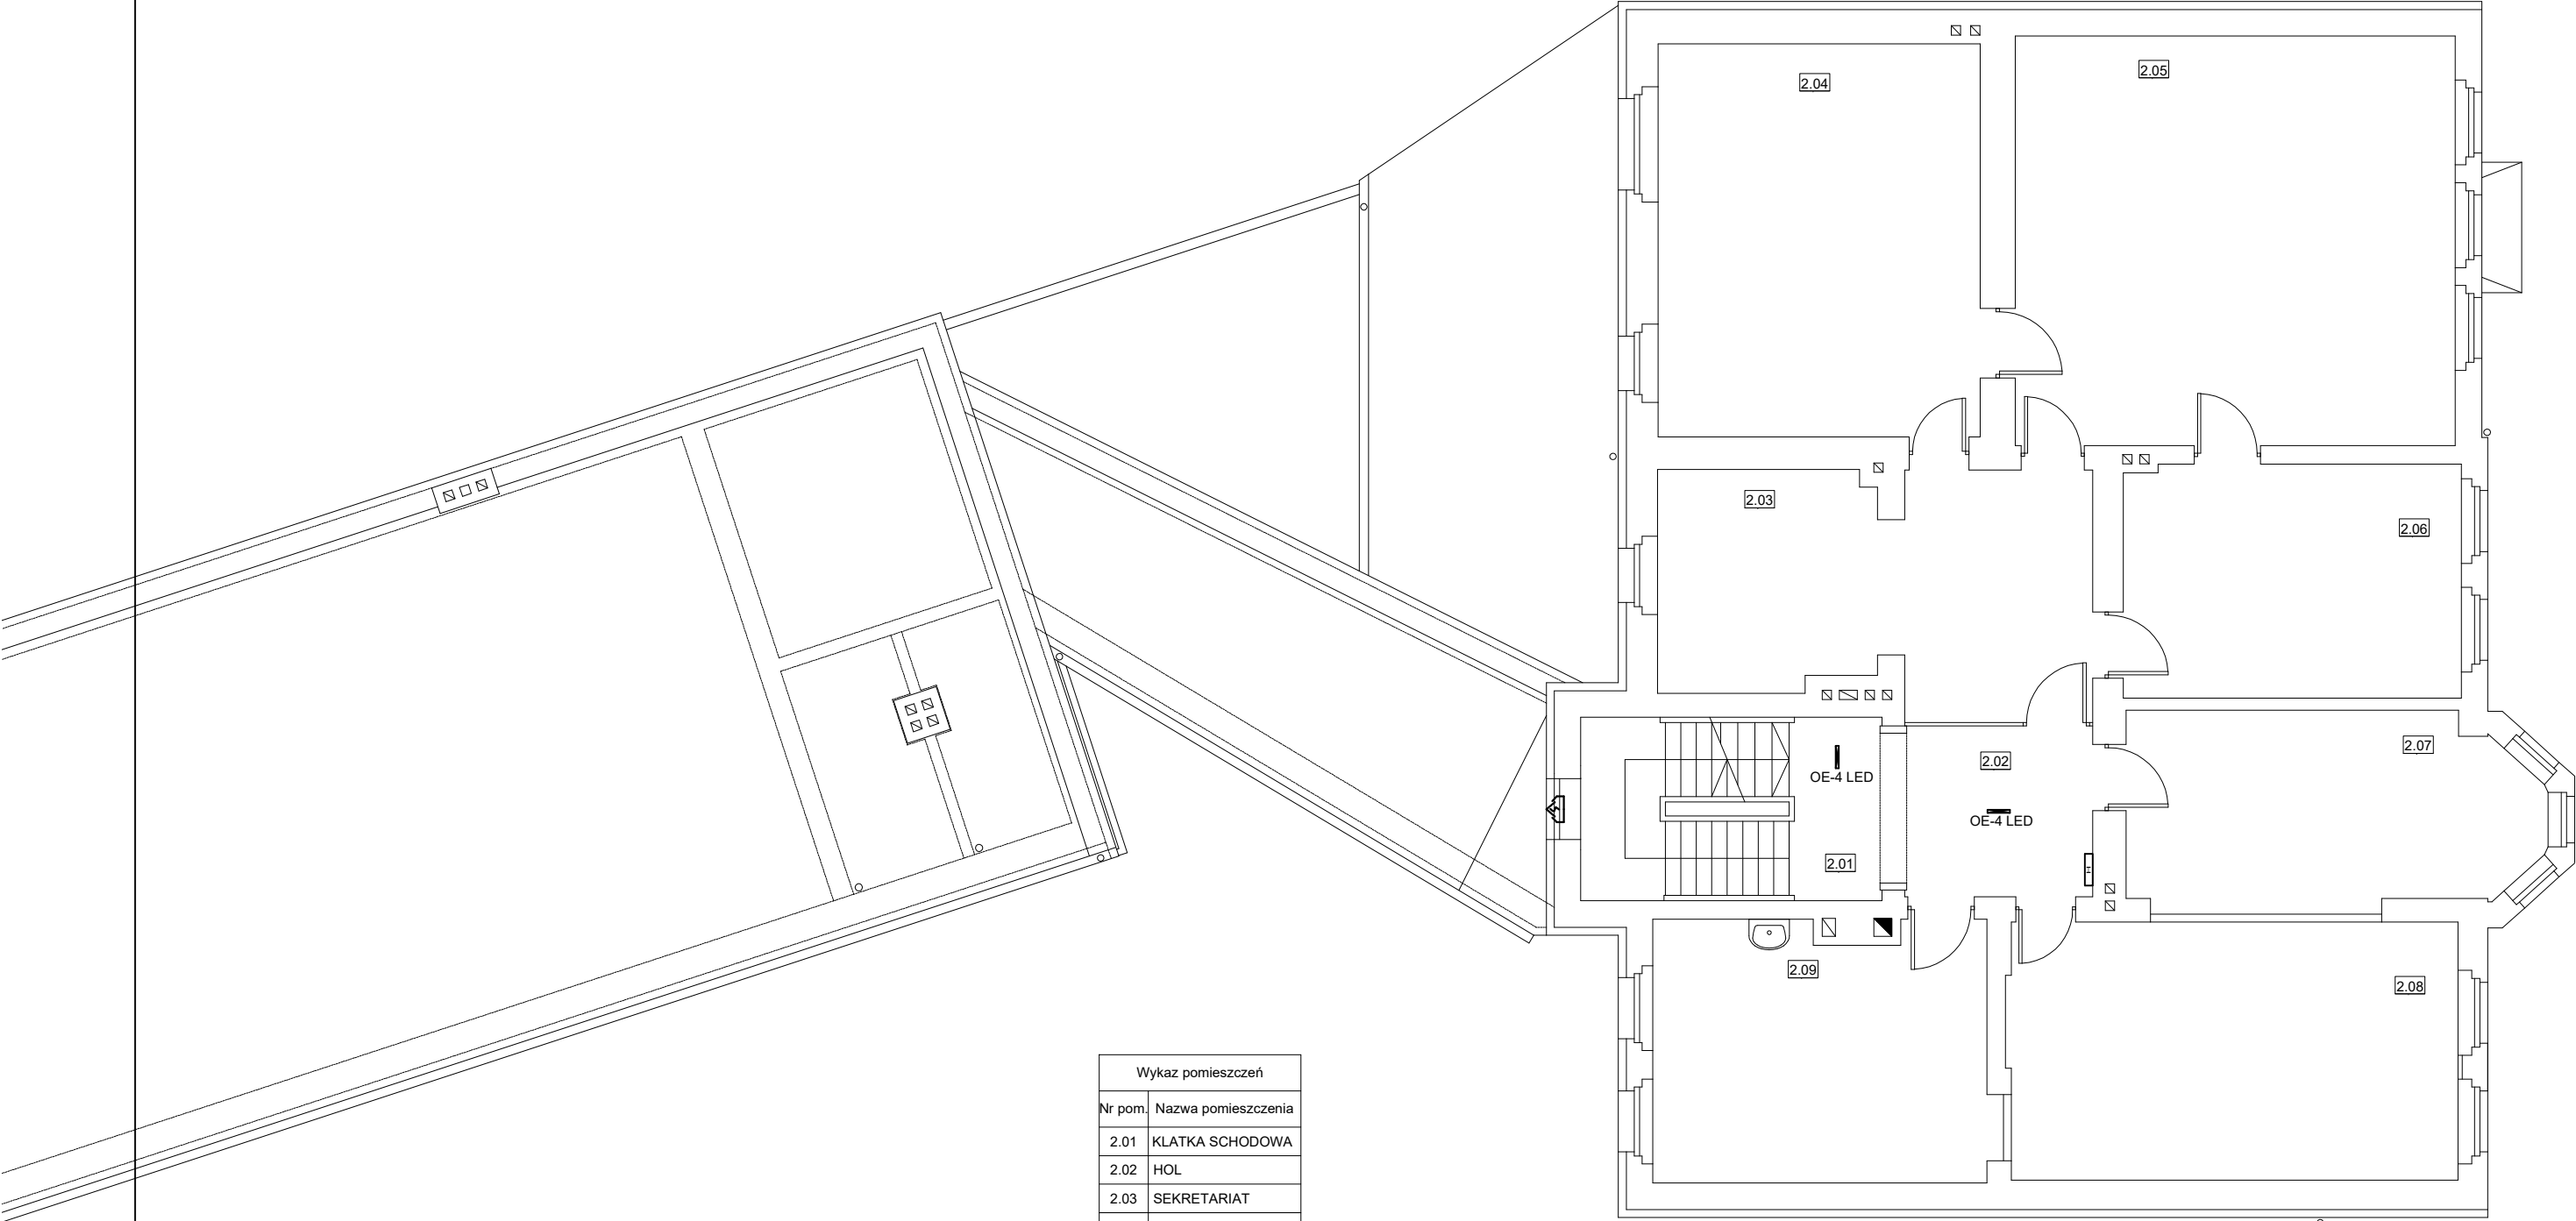 2.04
2.05
2.03
2.06
2.07
2.02
OE-4 LED
OE-4 LED
2.01
2.09
2.08
H
Wykaz pomieszczeń
Nr pom. Nazwa pomieszczenia
2.01 KLATKA SCHODOWA
2.02 HOL
2.03 SEKRETARIAT